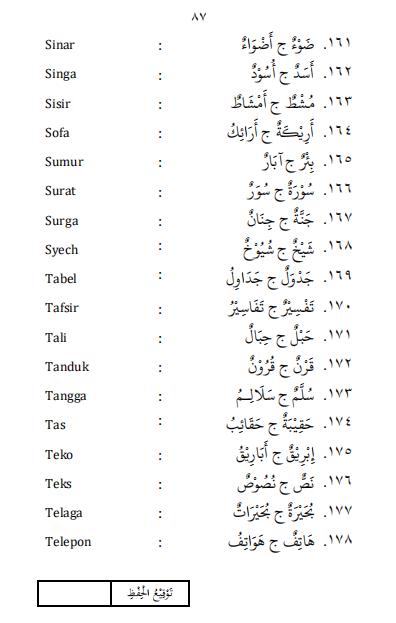 ٨٧
١٦١. ضَوْءٌ ج أَضْوَاءٌ : Sinar
١٦٢. أَسَدٌ ج أُسُوْدٌ : Singa
١٦٣. مُشْطٌ ج أَمْشَاطٌ : Sisir
١٦٤. أَرِيْكَةٌ ج أَرَائِكُ : Sofa
١٦٥. بِئْرٌ ج آبَارٌ : Sumur
١٦٦. سُوْرَةٌ ج سُوَرٌ : Surat
١٦٧. جَنَّةٌ ج جِنَانٌ : Surga
١٦٨. شَيْخٌ ج شُيُوْخٌ : Syech
١٦٩. جَدْوَلٌ ج جَدَاوِلُ : Tabel
١٧٠. تَفْسِيْرٌ ج تَفَاسِيْرُ : Tafsir
١٧١. حَبْلٌ ج حِبَالٌ : Tali
١٧٢. قَرْنٌ ج قُرُوْنٌ : Tanduk
١٧٣. سُلَّمٌ ج سَلَالِـمُ : Tangga
١٧٤. حَقِيْبَةٌ ج حَقَائِبُ : Tas
١٧٥. إِبْرِيْقٌ ج أَبَارِيْقُ : Teko
١٧٦. نَصٌّ ج نُصُوْصٌ : Teks
١٧٧. بُحَيْرَةٌ ج بُحَيْرَاتٌ : Telaga
١٧٨. هَاتِفٌ ج هَوَاتِفُ : Telepon
تَوْقِيْعُ الْحِفْظِ